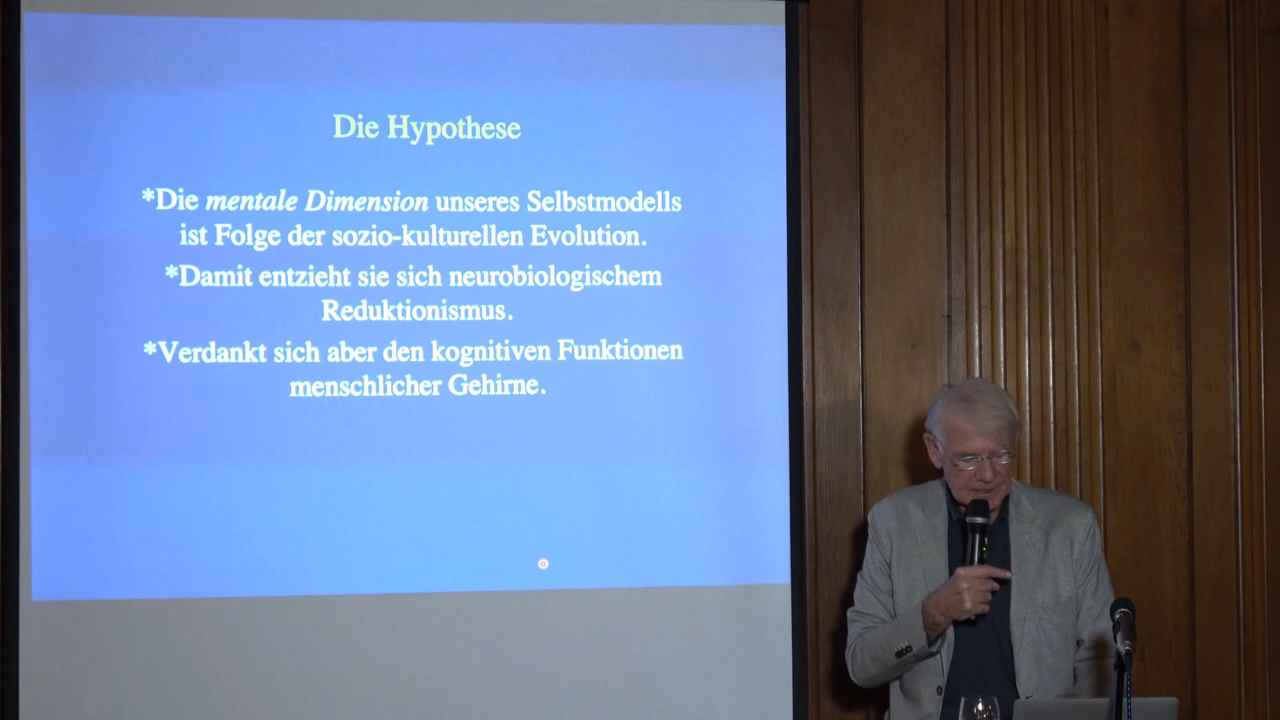 Die Hypothese
*Die mentale Dimension unseres Selbstmodells
ist Folge der sozio-kulturellen Evolution.
*Damit entzieht sie sich neurobiologischem
Reduktionismus.
*Verdankt sich aber den kognitiven Funktionen
menschlicher Gehirne.